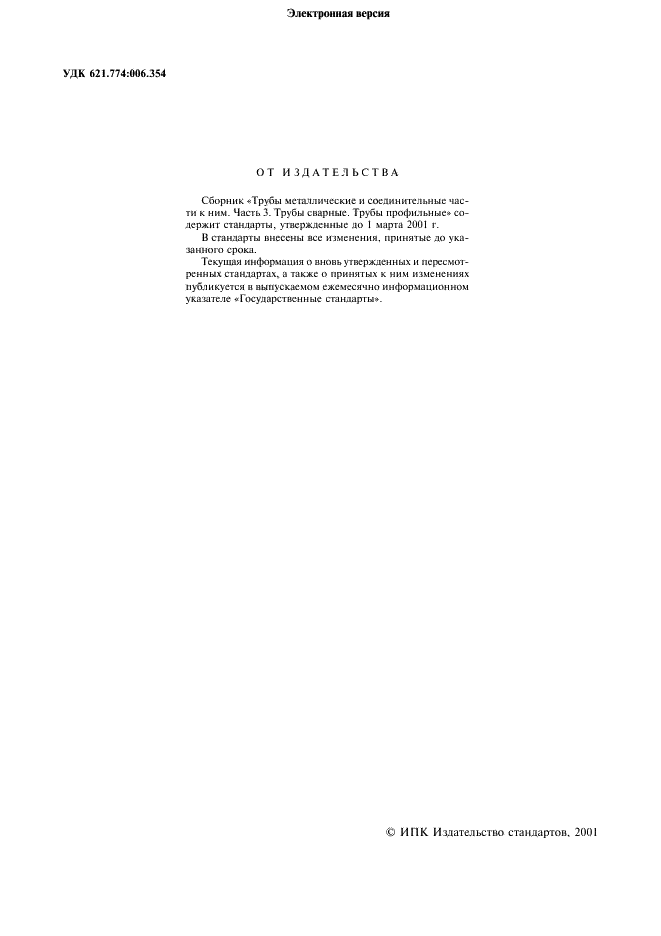 Электронная версия
УДК 621.774:006.354
ОТ ИЗДАТЕЛЬСТВА
Сборник «Трубы металлические и соединительные час-
ти к ним. Часть 3. Трубы сварные. Трубы профильные» со-
держит стандарты, утвержденные до 1 марта 2001 г.
В стандарты внесены все изменения, принятые до ука-
занного срока.
Текущая информация о вновь утвержденных и пересмот-
ренных стандартах, а также о принятых к ним изменениях
публикуется в выпускаемом ежемесячно информационном
указателе «Государственные стандарты».
© ИПК Издательство стандартов, 2001